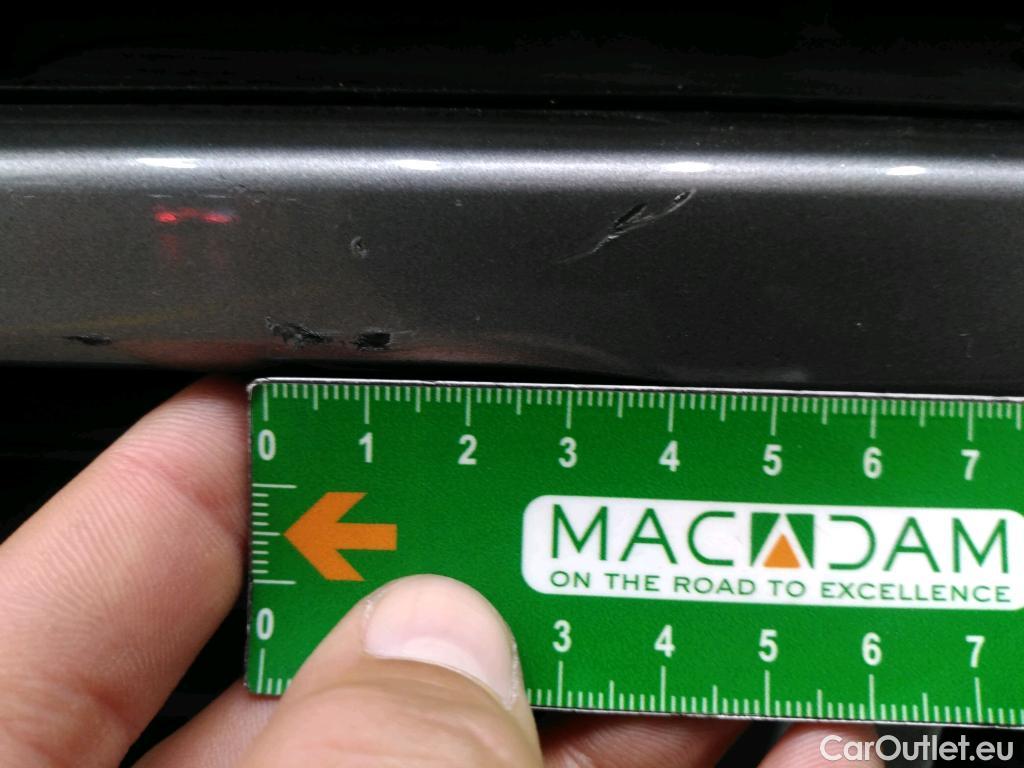 0 1 2 3 4 5 6 7
MACADAM
ON THE ROAD TO EXCELLENCE
0 3 4 5 6 7
CarOutlet.eu